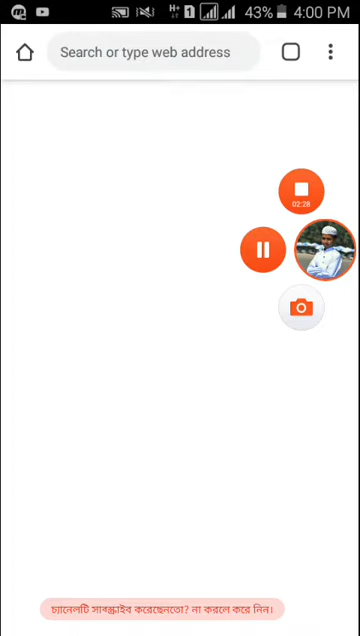 43% 4:00 PM
Search or type web address
02:28
চ্যানেলটি সাবস্ক্রাইব করেছেনতো? না করলে করে নিন।